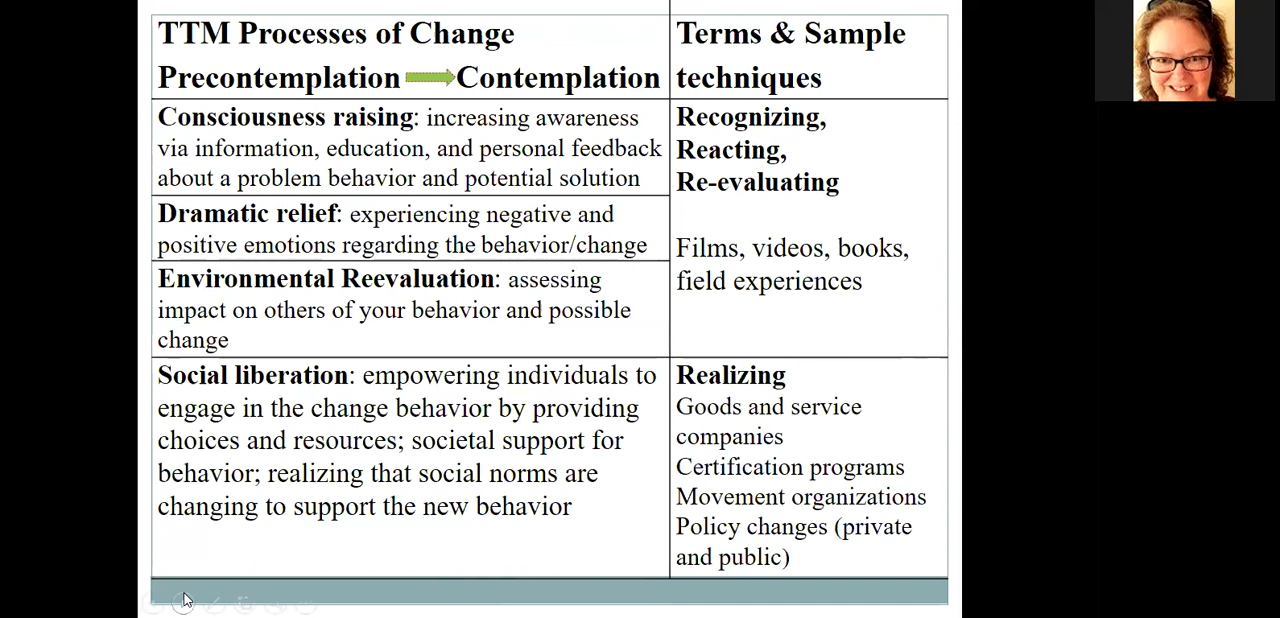 TTM Processes of Change
Precontemplation Contemplation
Terms & Sample
techniques
Consciousness raising: increasing awareness
via information, education, and personal feedback
about a problem behavior and potential solution
Dramatic relief: experiencing negative and
positive emotions regarding the behavior/change
Environmental Reevaluation: assessing
impact on others of your behavior and possible
change
Recognizing,
Reacting,
Re-evaluating
Films, videos, books,
field experiences
Social liberation: empowering individuals to
engage in the change behavior by providing
choices and resources; societal support for
behavior; realizing that social norms are
changing to support the new behavior
Realizing
Goods and service
companies
Certification programs
Movement organizations
Policy changes (private
and public)